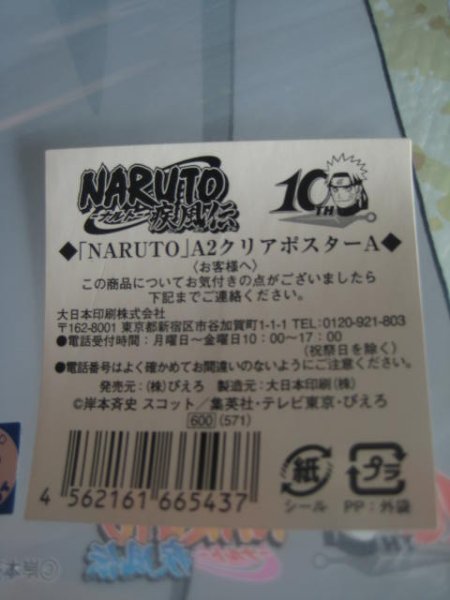 NARUTO
ーナルトー 疾風伝
10TH
◆「NARUTO」A2クリアポスターA◆
〈お客様へ〉
この商品についてお気付きの点がございましたら
下記までご連絡ください。
大日本印刷株式会社
〒162-8001 東京都新宿区市谷加賀町1-1-1 TEL:0120-921-803
●電話受付時間：月曜日～金曜日10：00～17：00
(祝祭日を除く)
●電話番号はよく確かめてお間違いのないようにご注意ください。
発売元：(株)ぴえろ 製造元：大日本印刷(株)
©岸本斉史 スコット／集英社・テレビ東京・ぴえろ
600 (571)
4 562161 665437
紙
シール
プラ
PP：外袋